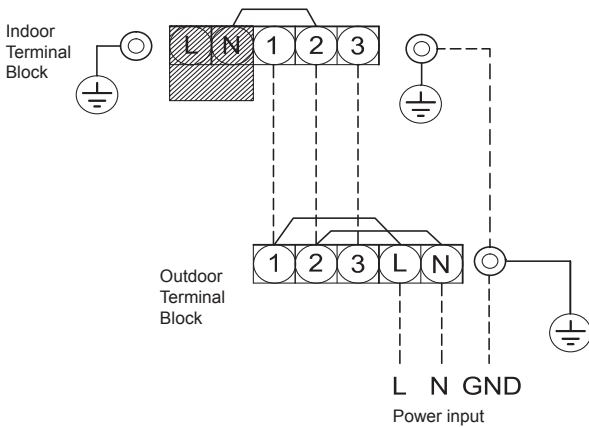 Indoor
Terminal
Block
L N 1 2 3
1 2 3 L N
Outdoor
Terminal
Block
L N GND
Power input